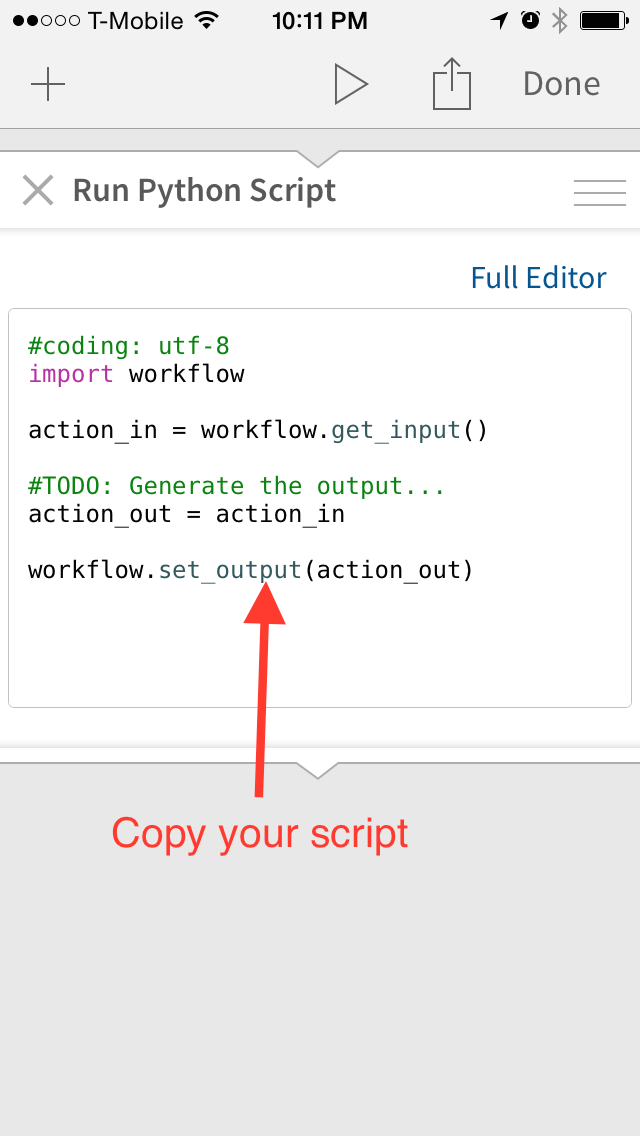 T-Mobile 10:11 PM
Done
Run Python Script
Full Editor
#coding: utf-8
import workflow
action_in = workflow.get_input()
#TODO: Generate the output...
action_out = action_in
workflow.set_output(action_out)
Copy your script